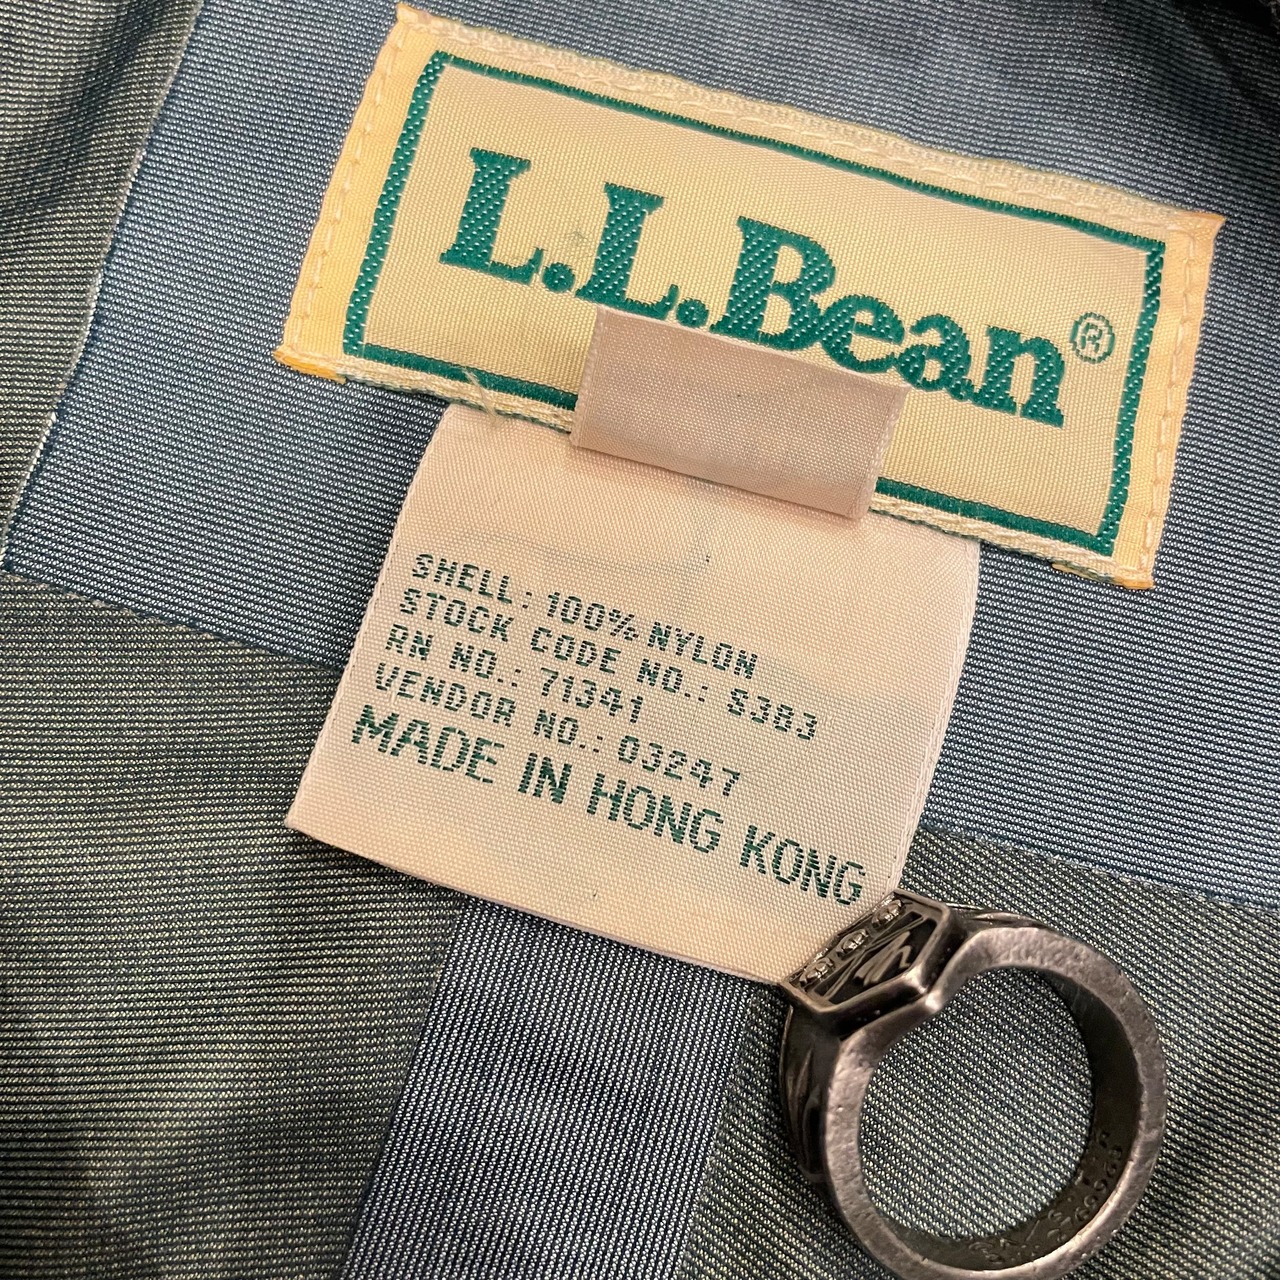 L.L.Bean®
SHELL: 100% NYLON
STOCK CODE NO.: S383
RN NO.: 71341
VENDOR NO.: 03247
MADE IN HONG KONG